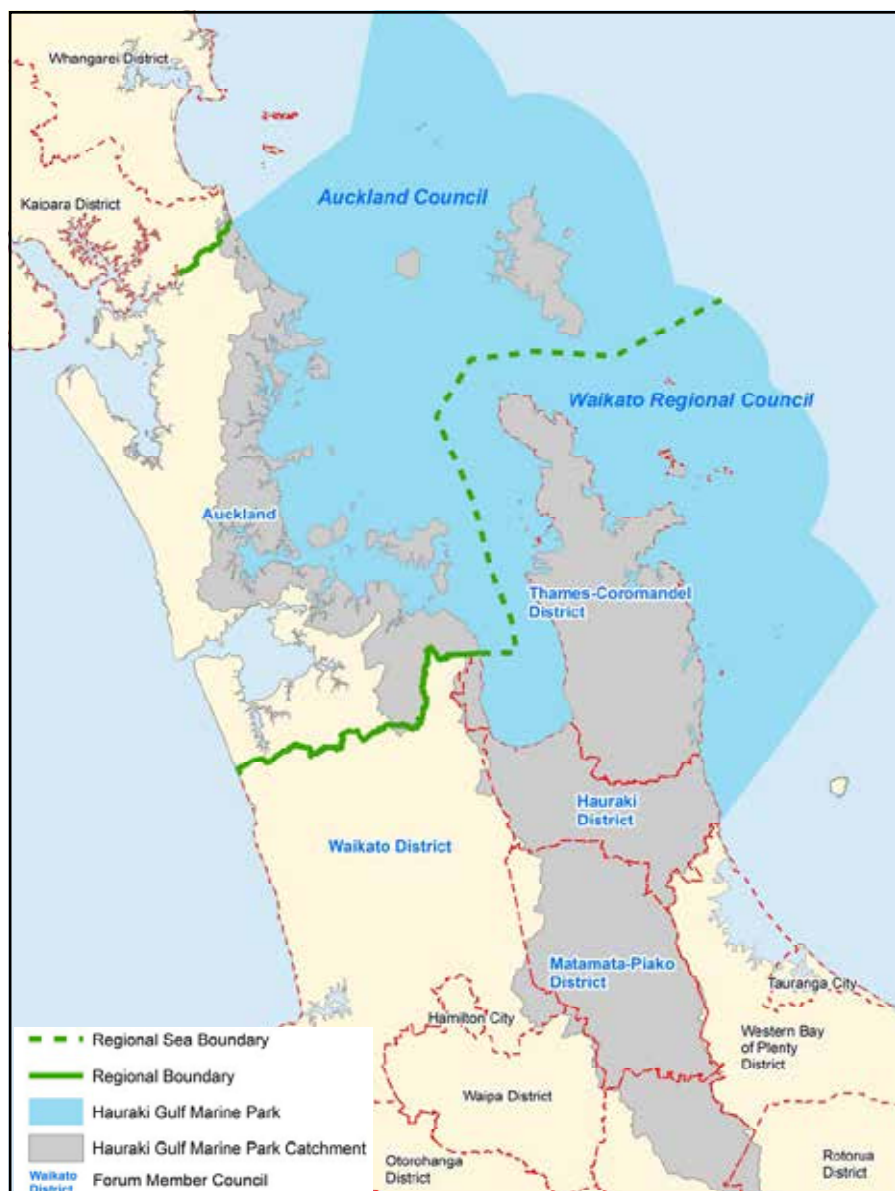 Whangarei District
Kaipara District
Auckland Council
Waikato Regional Council
Auckland
Thames-Coromandel
District
Hauraki
District
Waikato District
Matamata-Piako
District
Tauranga City
Hamilton City
Western Bay
of Plenty
District
Waipa District
Otorohanga
District
Rotorua
District
Regional Sea Boundary
Regional Boundary
Hauraki Gulf Marine Park
Hauraki Gulf Marine Park Catchment
Waikato
District
Forum Member Council